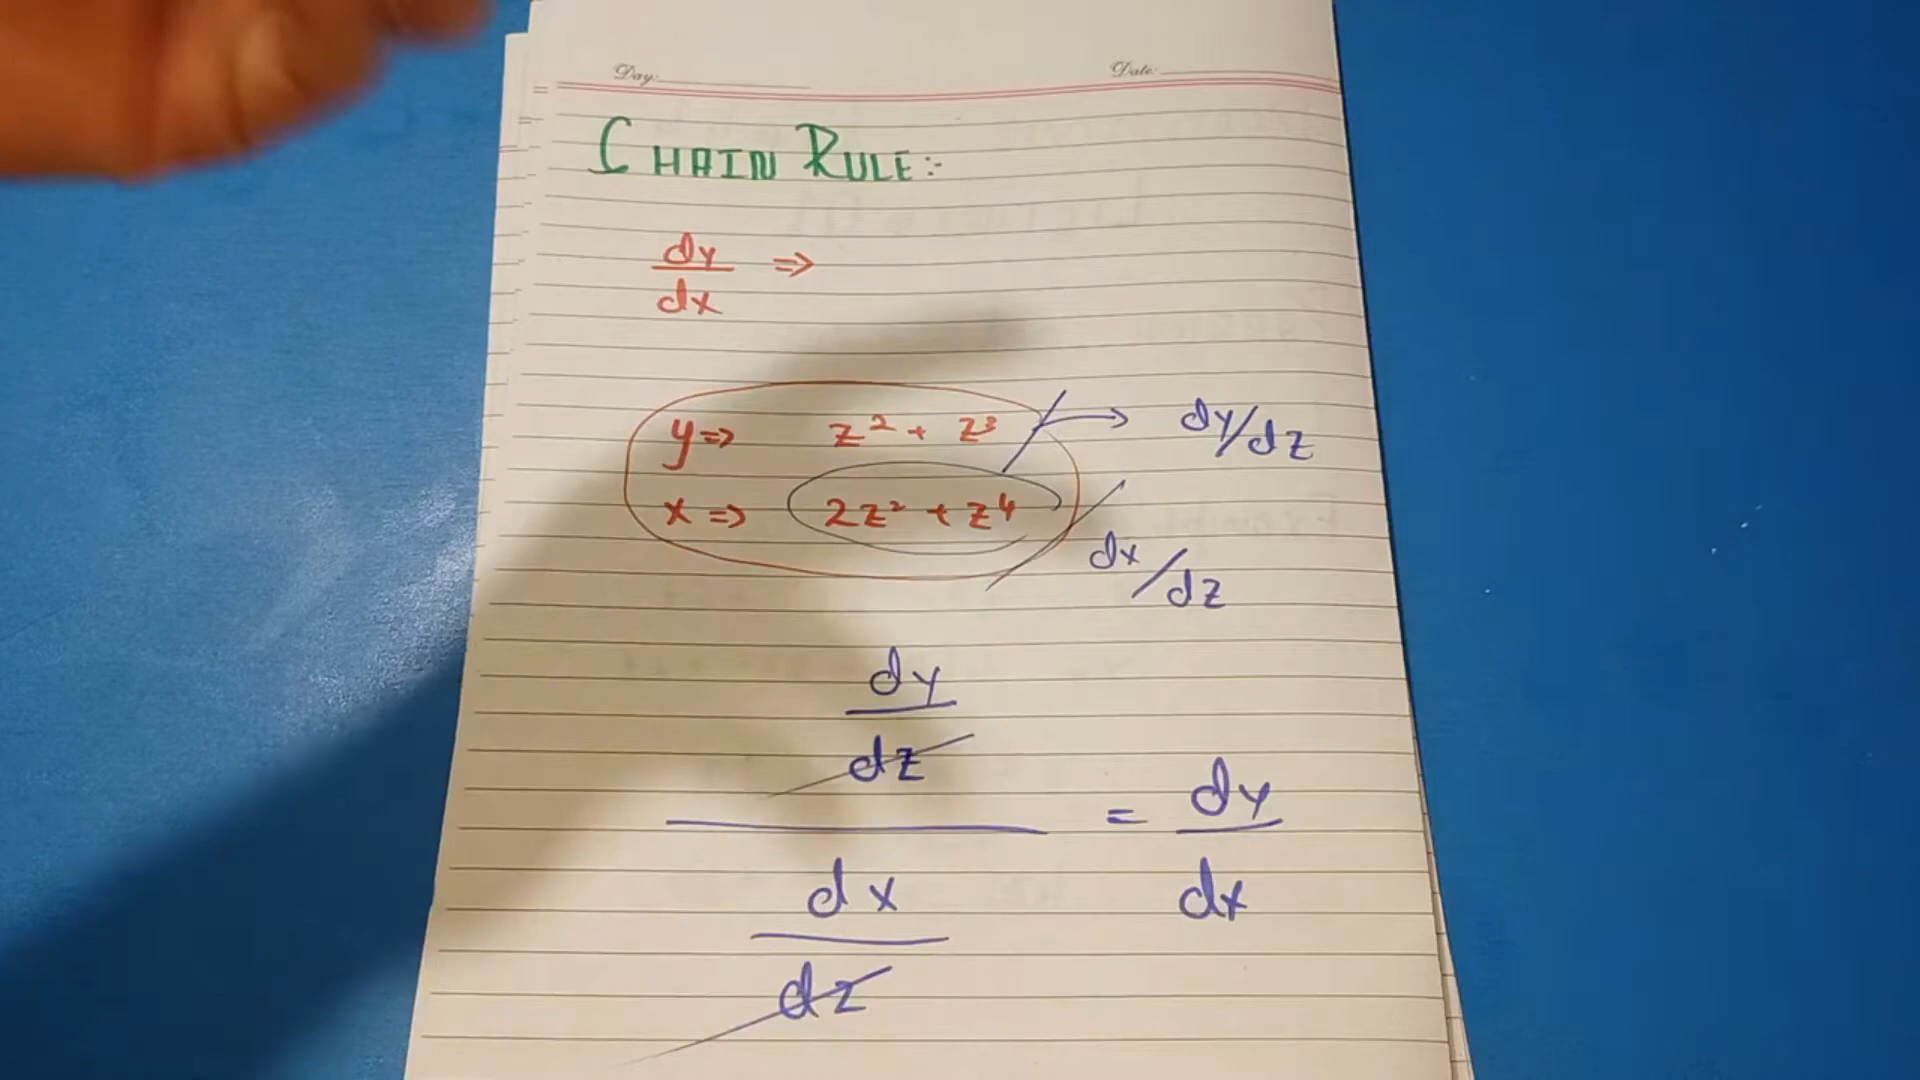 Day: Date:
CHAIN RULE:-
dy/dx ⇒
y ⇒ z² + z³ → dy/dz
x ⇒ 2z² + z⁴ dx/dz
dy
dz
= dy
dx
dx
dz